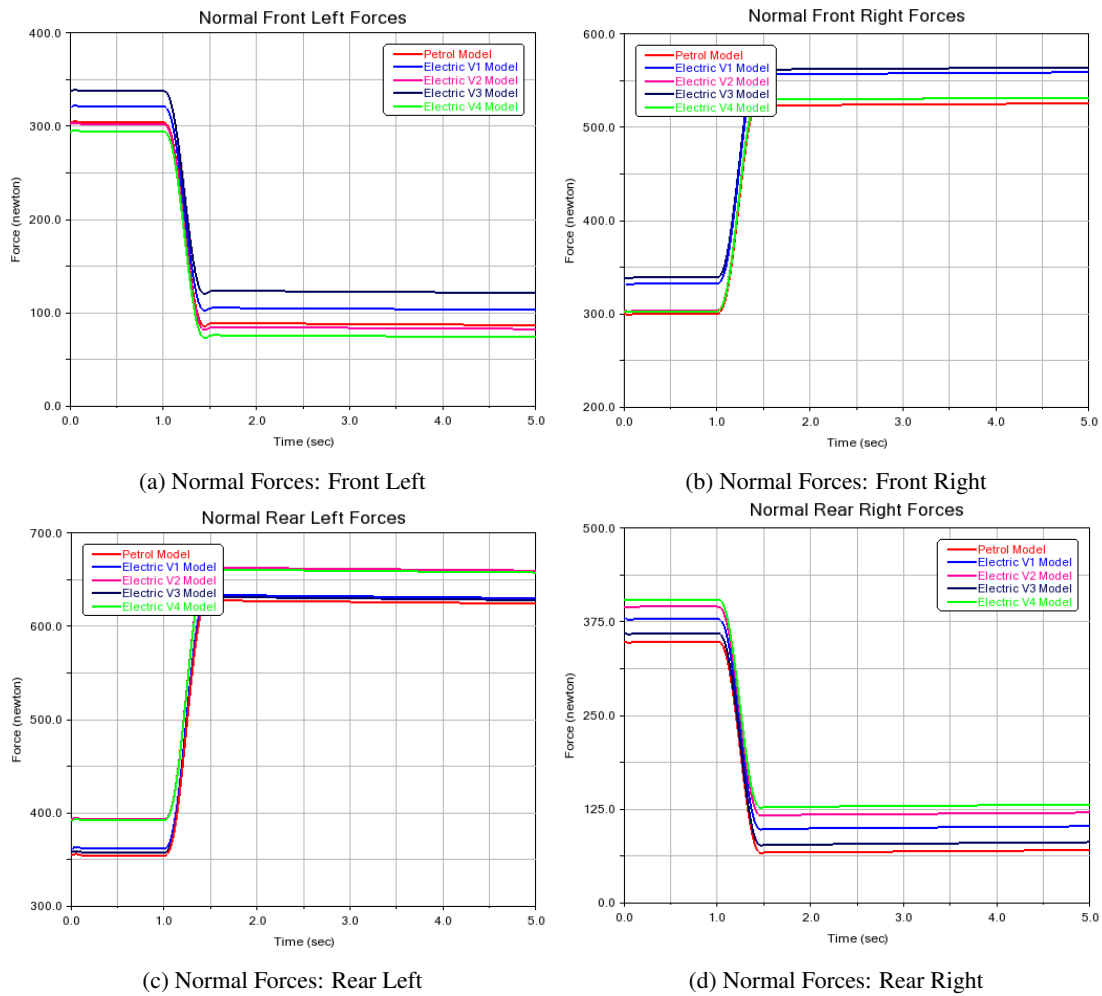 Normal Front Left Forces
400.0
300.0
200.0
100.0
0.0
Force (newton)
Petrol Model
Electric V1 Model
Electric V2 Model
Electric V3 Model
Electric V4 Model
0.0 1.0 2.0 3.0 4.0 5.0
Time (sec)
(a) Normal Forces: Front Left
Normal Front Right Forces
600.0
500.0
400.0
300.0
200.0
Force (newton)
Petrol Model
Electric V1 Model
Electric V2 Model
Electric V3 Model
Electric V4 Model
0.0 1.0 2.0 3.0 4.0 5.0
Time (sec)
(b) Normal Forces: Front Right
Normal Rear Left Forces
700.0
600.0
500.0
400.0
300.0
Force (newton)
Petrol Model
Electric V1 Model
Electric V2 Model
Electric V3 Model
Electric V4 Model
0.0 1.0 2.0 3.0 4.0 5.0
Time (sec)
(c) Normal Forces: Rear Left
Normal Rear Right Forces
500.0
375.0
250.0
125.0
0.0
Force (newton)
Petrol Model
Electric V1 Model
Electric V2 Model
Electric V3 Model
Electric V4 Model
0.0 1.0 2.0 3.0 4.0 5.0
Time (sec)
(d) Normal Forces: Rear Right